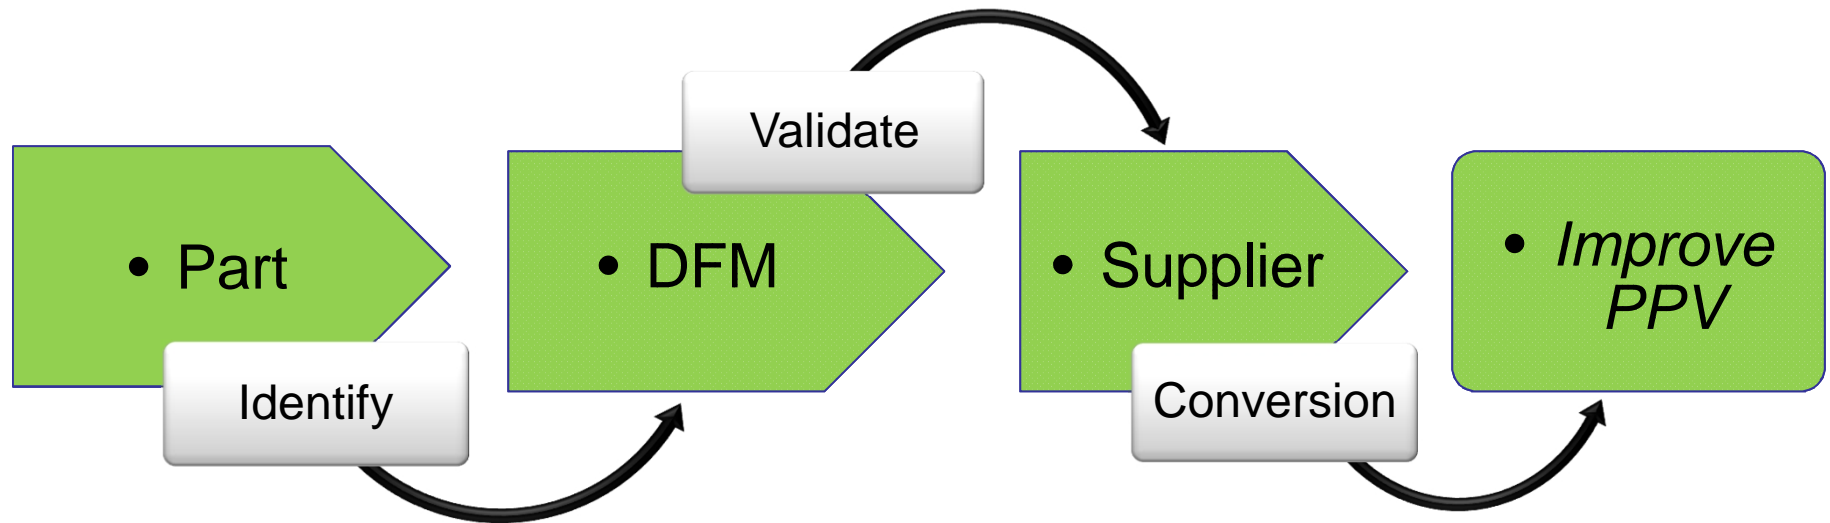 • Part
Identify
• DFM
Validate
• Supplier
Conversion
• Improve
PPV